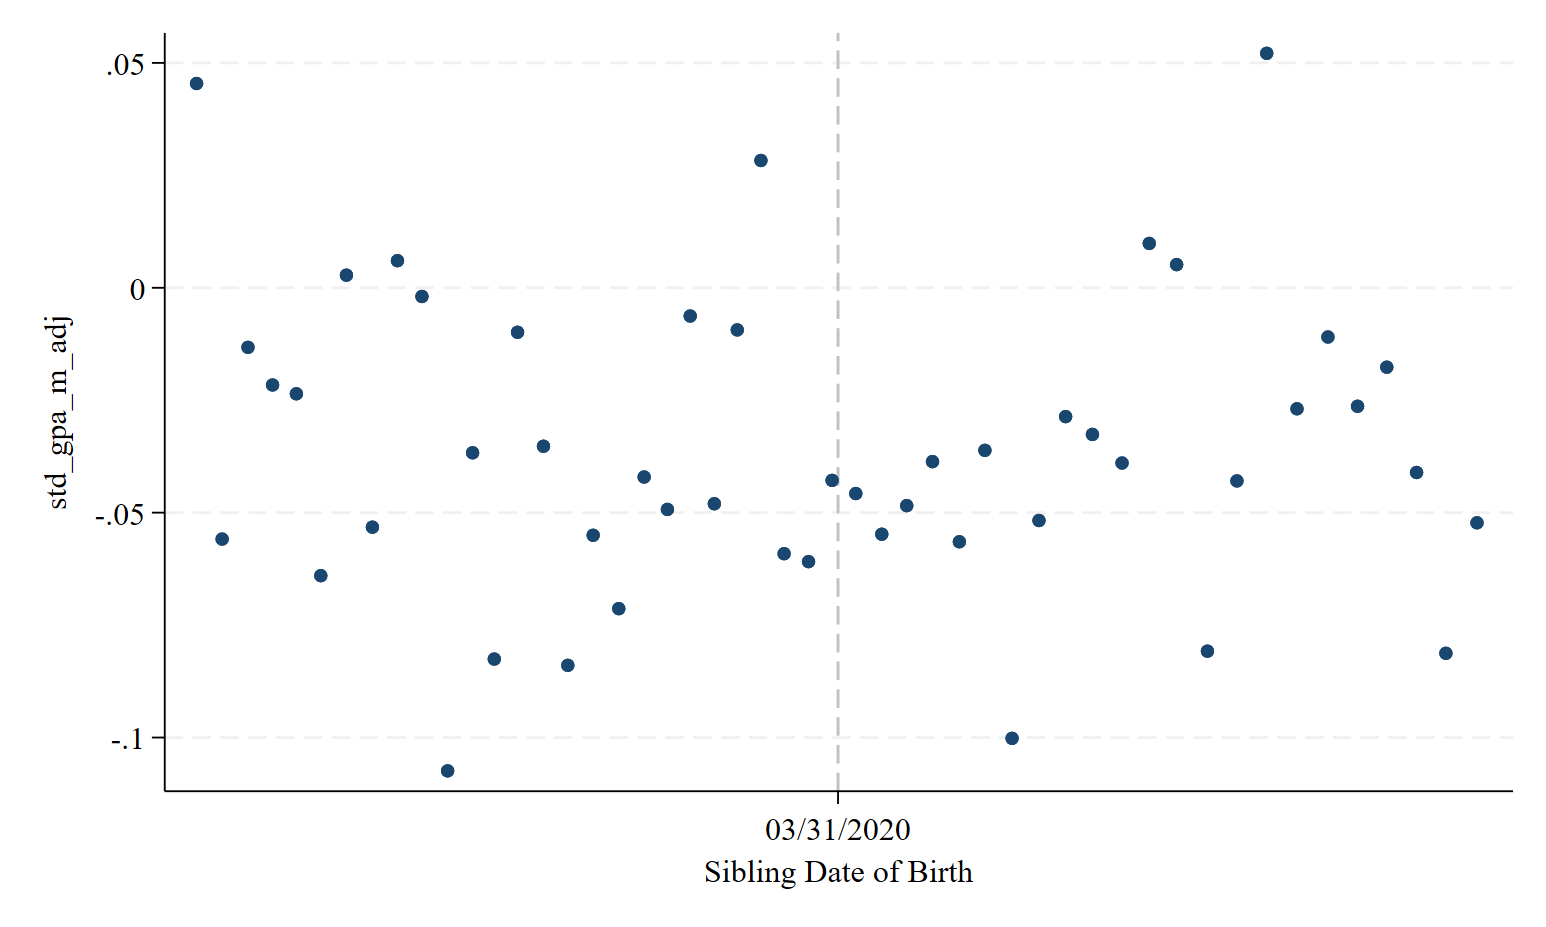 .05
0
-.05
-.1
std_gpa_m_adj
03/31/2020
Sibling Date of Birth